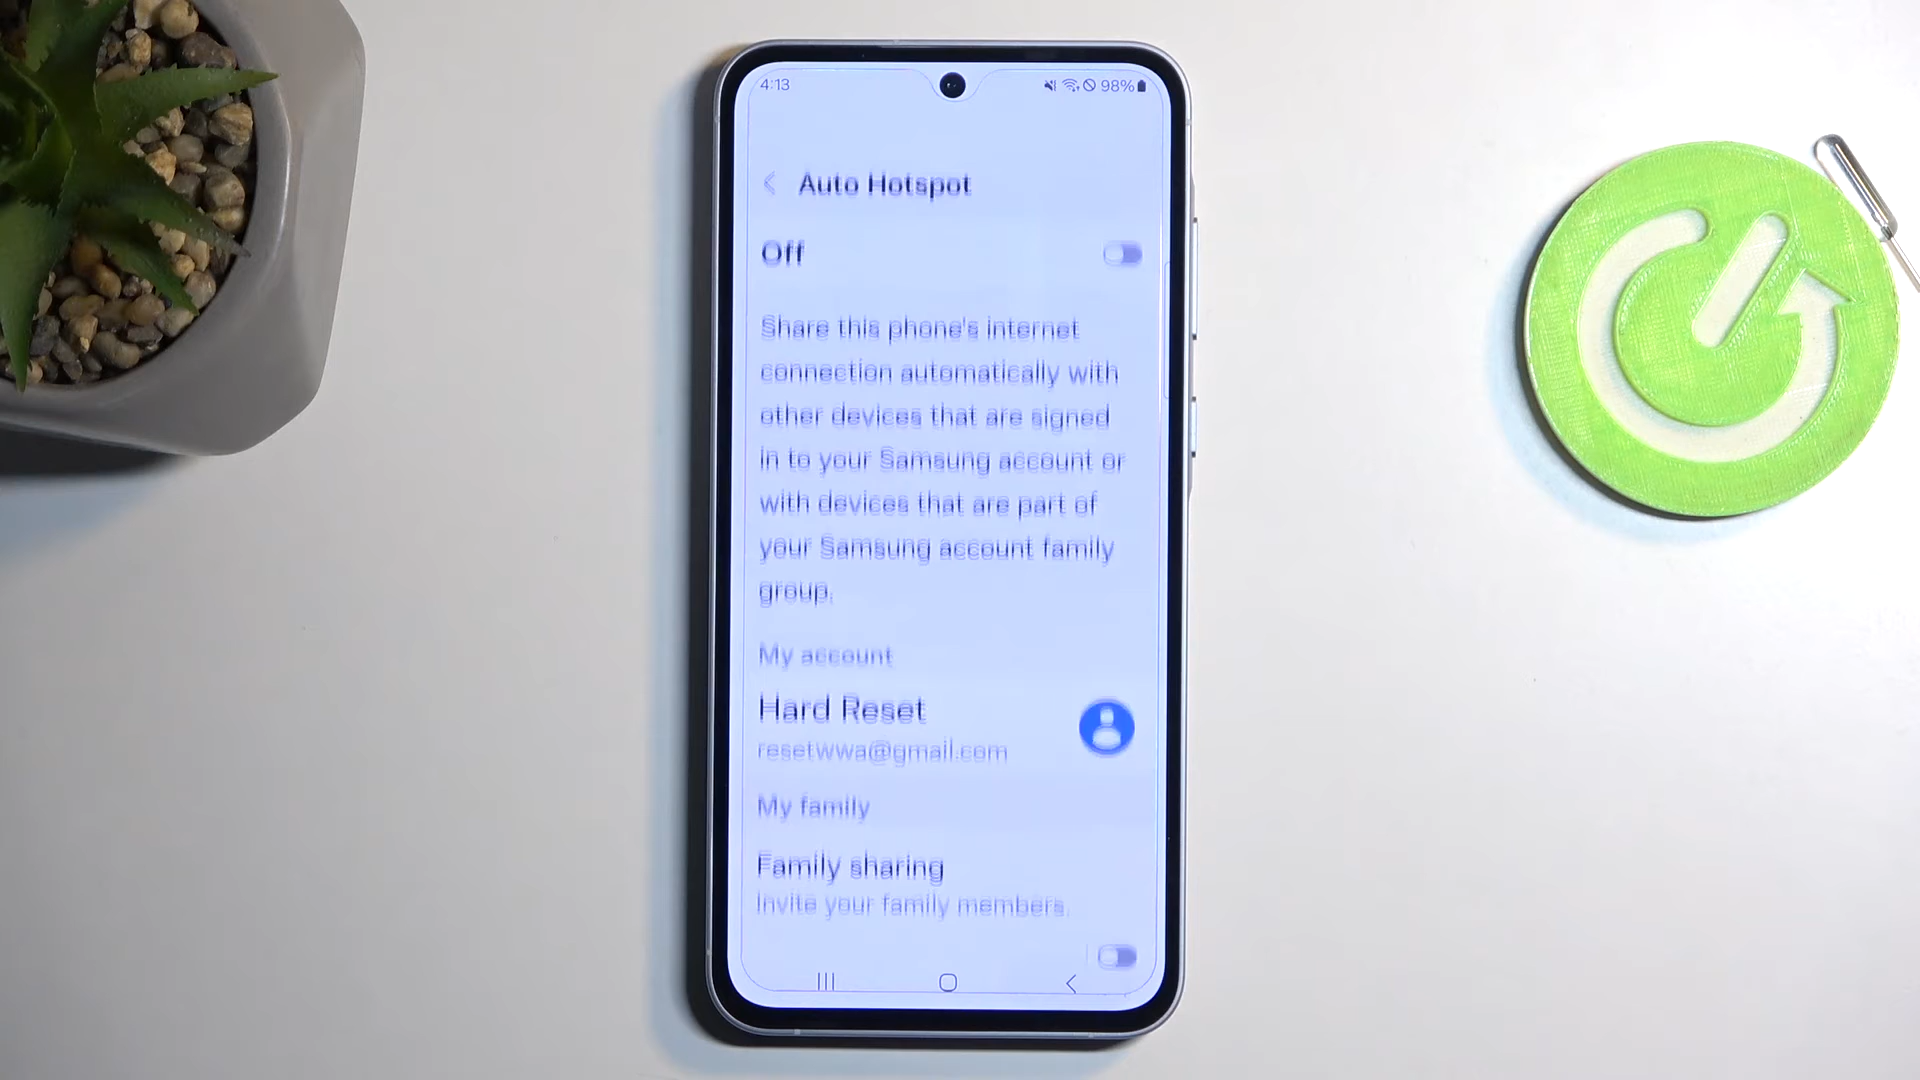 4:13
98%
Auto Hotspot
Off
Share this phone's internet
connection automatically with
other devices that are signed
in to your Samsung account or
with devices that are part of
your Samsung account family
group.
My account
Hard Reset
resetwwa@gmail.com
My family
Family sharing
Invite your family members.